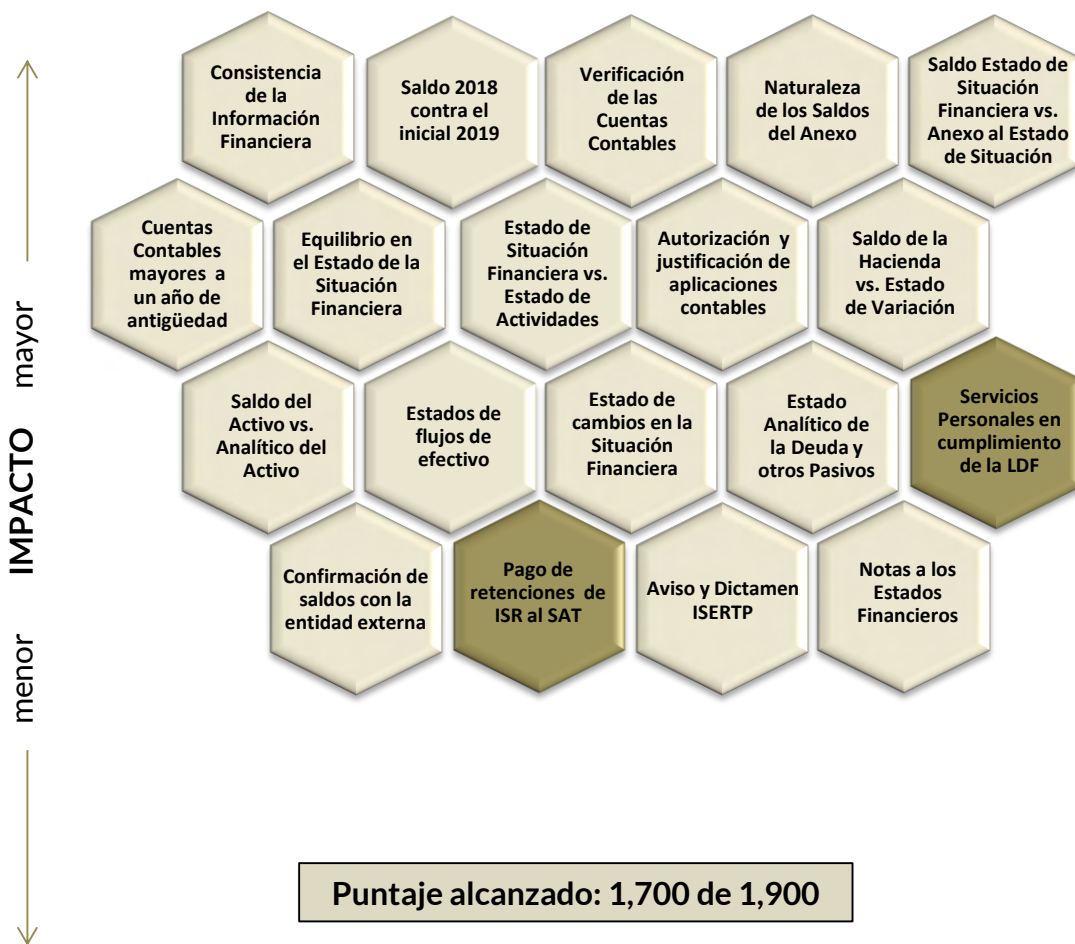 Consistencia
de la
Información
Financiera
Saldo 2018
contra el
inicial 2019
Verificación
de las
Cuentas
Contables
Naturaleza
de los Saldos
del Anexo
Saldo Estado de
Situación
Financiera vs.
Anexo al Estado
de Situación
Cuentas
Contables
mayores a
un año de
antigüedad
Equilibrio en
el Estado de la
Situación
Financiera
Estado de
Situación
Financiera vs.
Estado de
Actividades
Autorización y
justificación de
aplicaciones
contables
Saldo de la
Hacienda
vs. Estado
de Variación
Saldo del
Activo vs.
Analítico del
Activo
Estados de
flujos de
efectivo
Estado de
cambios en la
Situación
Financiera
Estado
Analítico de
la Deuda y
otros Pasivos
Servicios
Personales en
cumplimiento
de la LDF
Confirmación de
saldos con la
entidad externa
Pago de
retenciones de
ISR al SAT
Aviso y Dictamen
ISERTP
Notas a los
Estados
Financieros
menor IMPACTO mayor
Puntaje alcanzado: 1,700 de 1,900